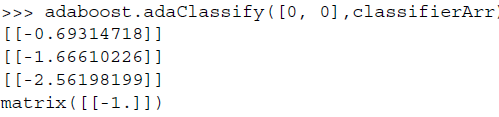 >>> adaboost.adaClassify([0, 0],classifierArr)
[[-0.69314718]]
[[-1.66610226]]
[[-2.56198199]]
matrix([[-1.]])